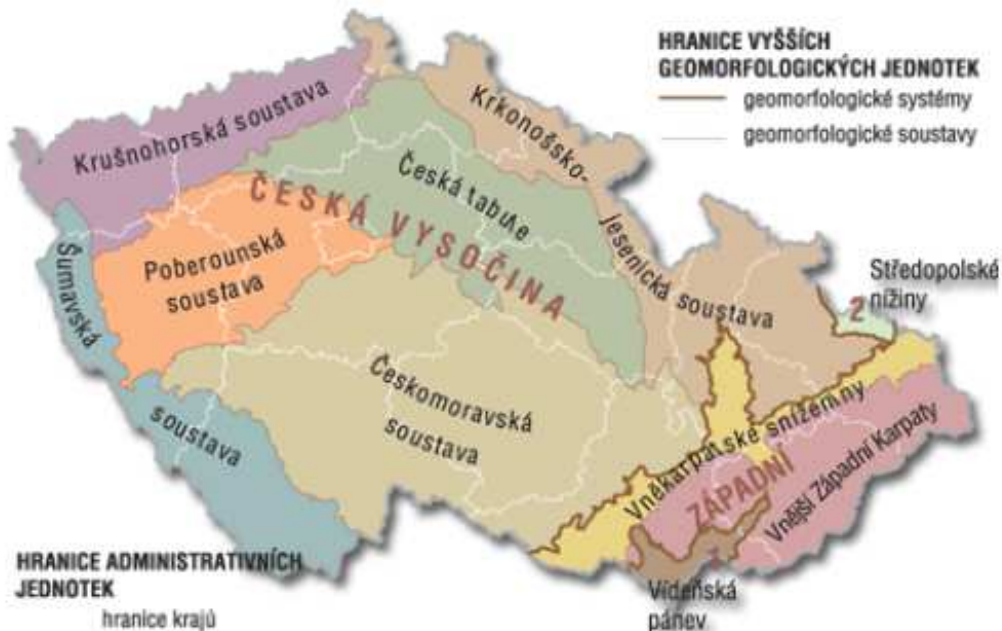 HRANICE VYŠŠÍCH
GEOMORFOLOGICKÝCH JEDNOTEK
geomorfologické systémy
geomorfologické soustavy
Krušnohorská soustava
Krkonošsko-
jesenická soustava
Česká tabule
ČESKÁ VYSOČINA
Poberounská
soustava
Šumavská
soustava
Středopolské
nížiny
2
Českomoravská
soustava
Vněkarpatské sníženiny
ZÁPADNÍ
Vnější Západní Karpaty
Vídeňská
pánev
HRANICE ADMINISTRATIVNÍCH
JEDNOTEK
hranice krajů